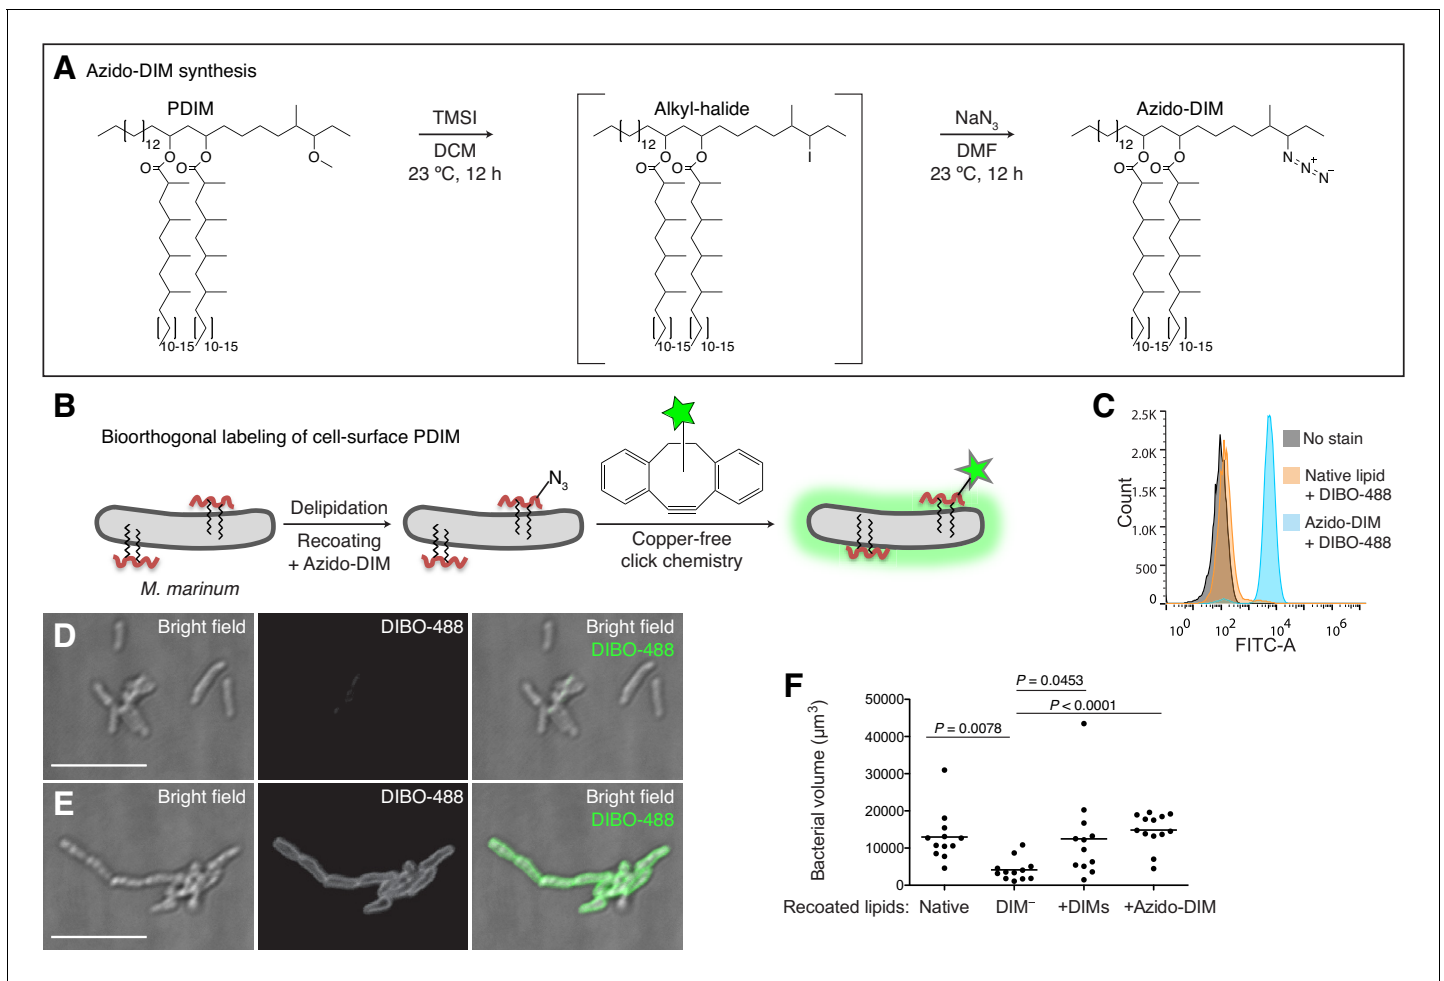 A Azido-DIM synthesis
PDIM
12
O
O
O
O
O
10-15
10-15
TMSI
DCM
23 ºC, 12 h
Alkyl-halide
12
I
O
O
O
O
10-15
10-15
NaN3
DMF
23 ºC, 12 h
Azido-DIM
12
N N+ N−
O
O
O
O
10-15
10-15
B
Bioorthogonal labeling of cell-surface PDIM
M. marinum
Delipidation
Recoating
+ Azido-DIM
N3
Copper-free
click chemistry
C
2.5K
2.0K
1.5K
1.0K
500
0
Count
10^0 10^2 10^4 10^6
FITC-A
No stain
Native lipid
+ DIBO-488
Azido-DIM
+ DIBO-488
D
Bright field
DIBO-488
Bright field
DIBO-488
E
Bright field
DIBO-488
Bright field
DIBO-488
F
Bacterial volume (µm³)
50000
40000
30000
20000
10000
0
P = 0.0078
P = 0.0453
P < 0.0001
Recoated lipids: Native DIM− +DIMs +Azido-DIM